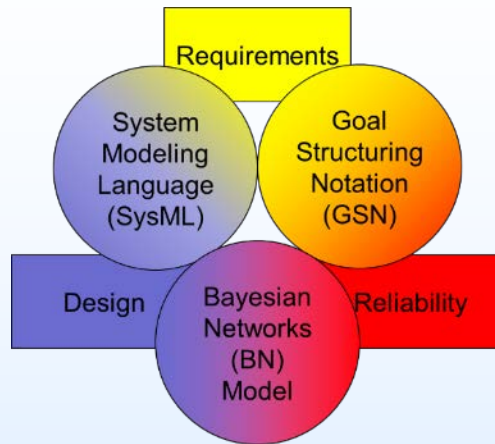 Requirements
System
Modeling
Language
(SysML)
Goal
Structuring
Notation
(GSN)
Design
Bayesian
Networks
(BN)
Model
Reliability